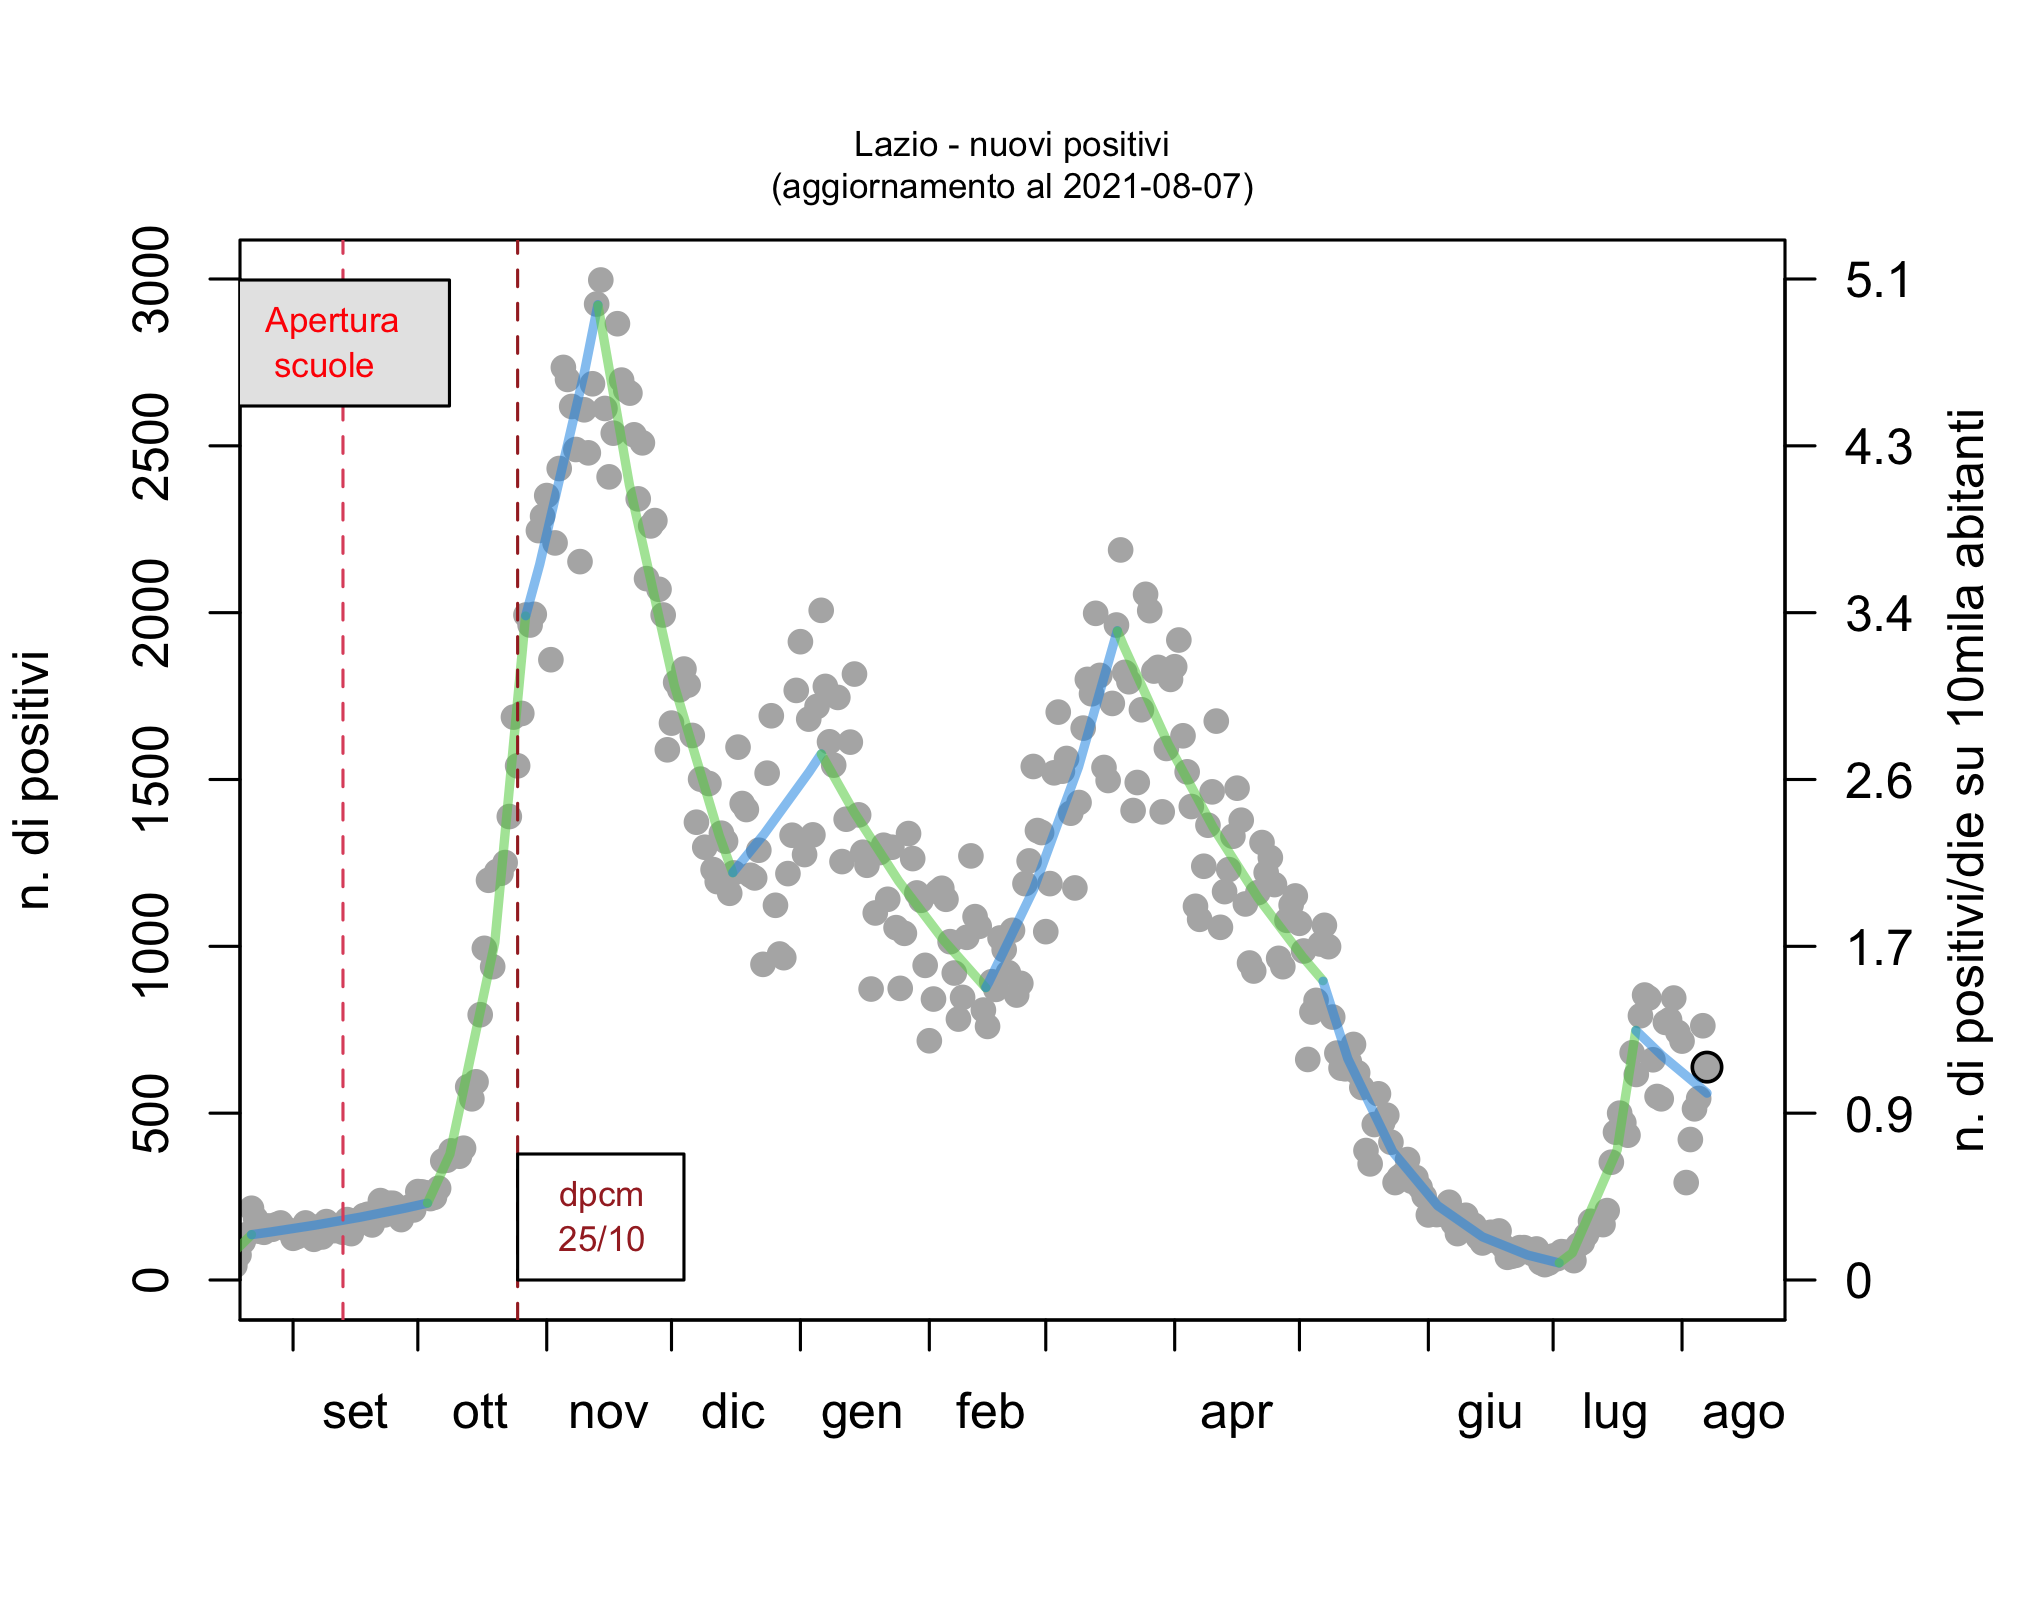 Lazio - nuovi positivi
(aggiornamento al 2021-08-07)
n. di positivi
3000
2500
2000
1500
1000
500
0
Apertura
scuole
dpcm
25/10
5.1
4.3
3.4
2.6
1.7
0.9
0
n. di positivi/die su 10mila abitanti
set ott nov dic gen feb apr giu lug ago